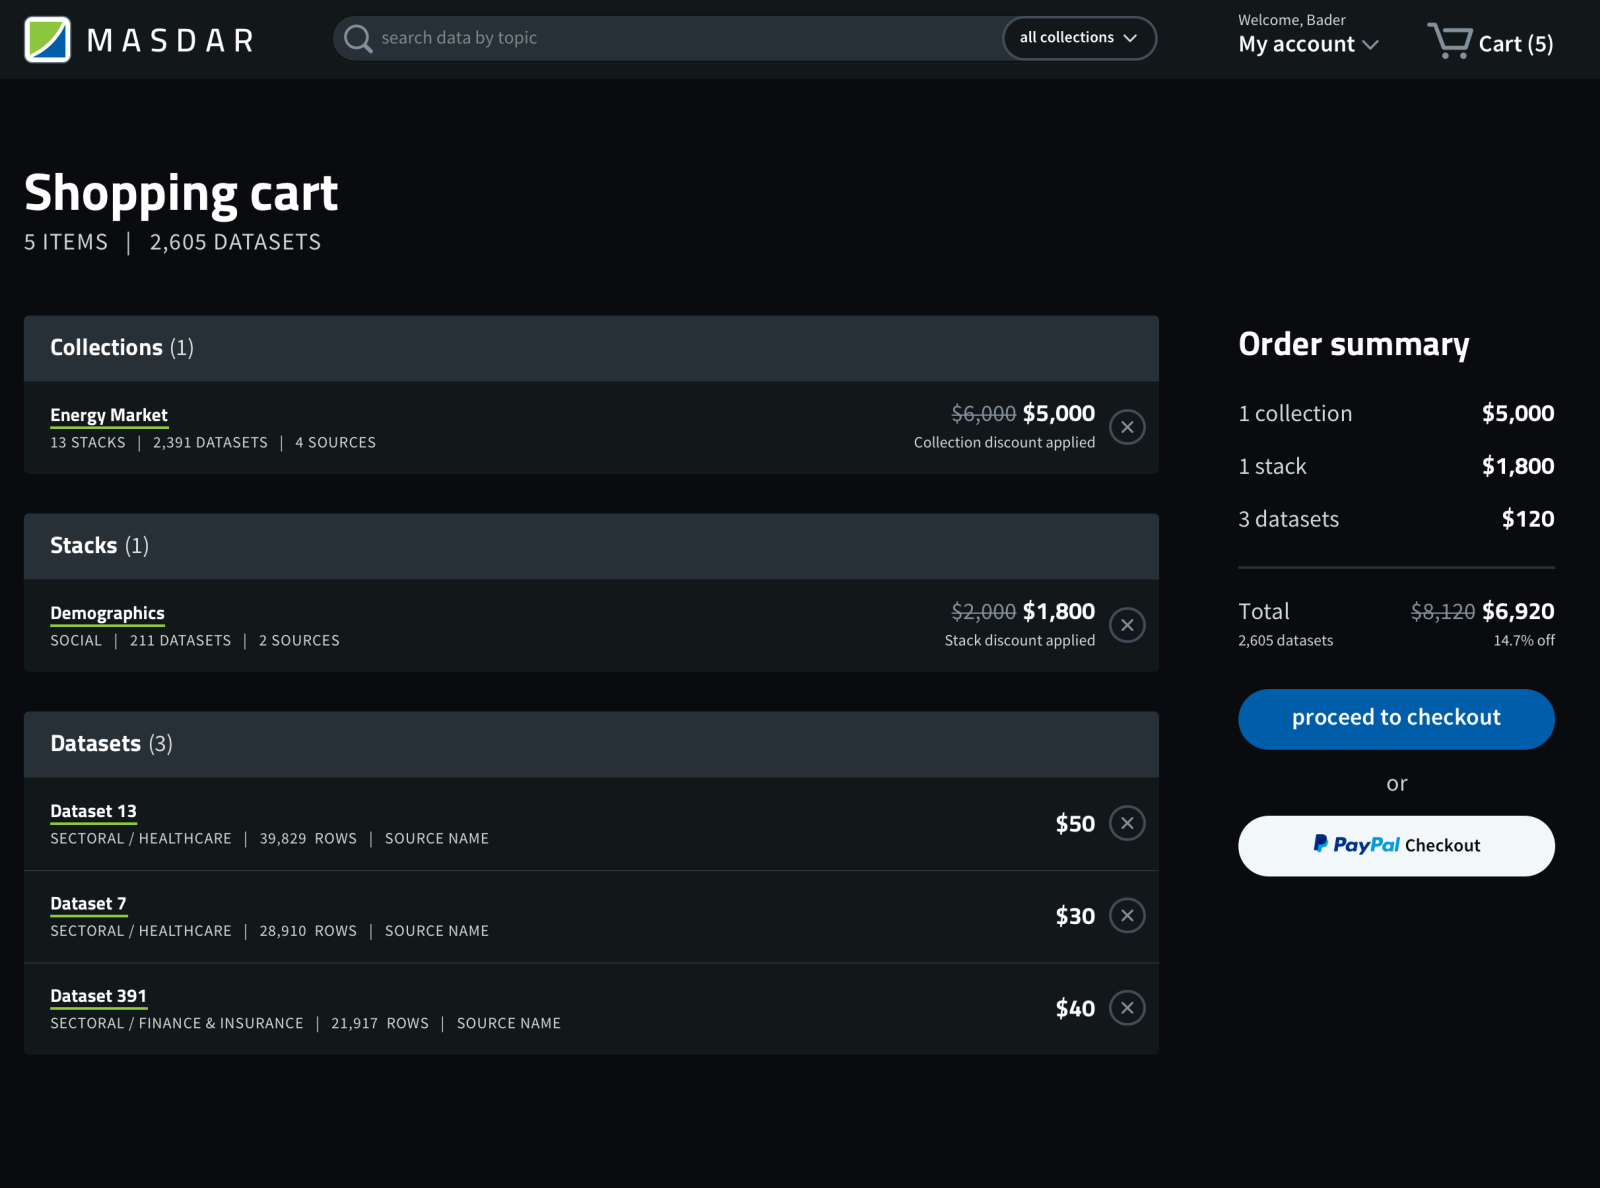 MASDAR
search data by topic
all collections
Welcome, Bader
My account
Cart (5)
Shopping cart
5 ITEMS | 2,605 DATASETS
Collections (1)
Energy Market
13 STACKS | 2,391 DATASETS | 4 SOURCES
$6,000 $5,000
Collection discount applied
Stacks (1)
Demographics
SOCIAL | 211 DATASETS | 2 SOURCES
$2,000 $1,800
Stack discount applied
Datasets (3)
Dataset 13
SECTORAL / HEALTHCARE | 39,829 ROWS | SOURCE NAME
$50
Dataset 7
SECTORAL / HEALTHCARE | 28,910 ROWS | SOURCE NAME
$30
Dataset 391
SECTORAL / FINANCE & INSURANCE | 21,917 ROWS | SOURCE NAME
$40
Order summary
1 collection $5,000
1 stack $1,800
3 datasets $120
Total $8,120 $6,920
2,605 datasets 14.7% off
proceed to checkout
or
PayPal Checkout